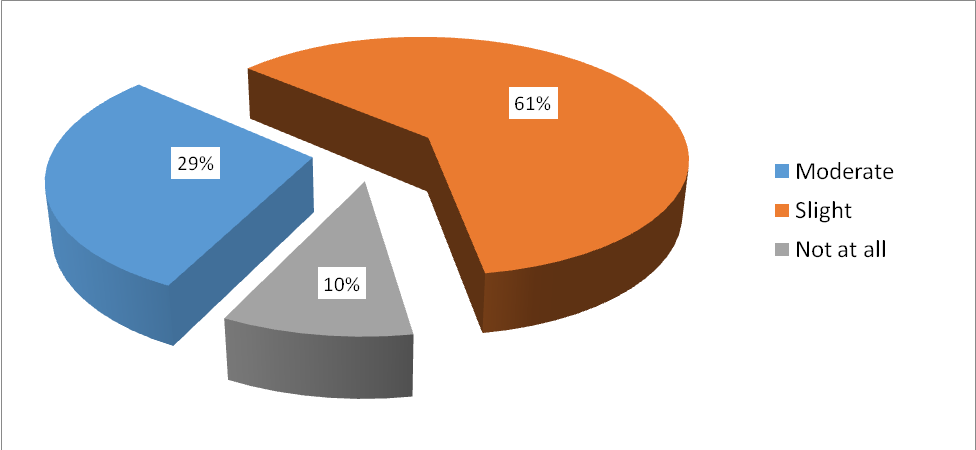 61%
29%
10%
Moderate
Slight
Not at all